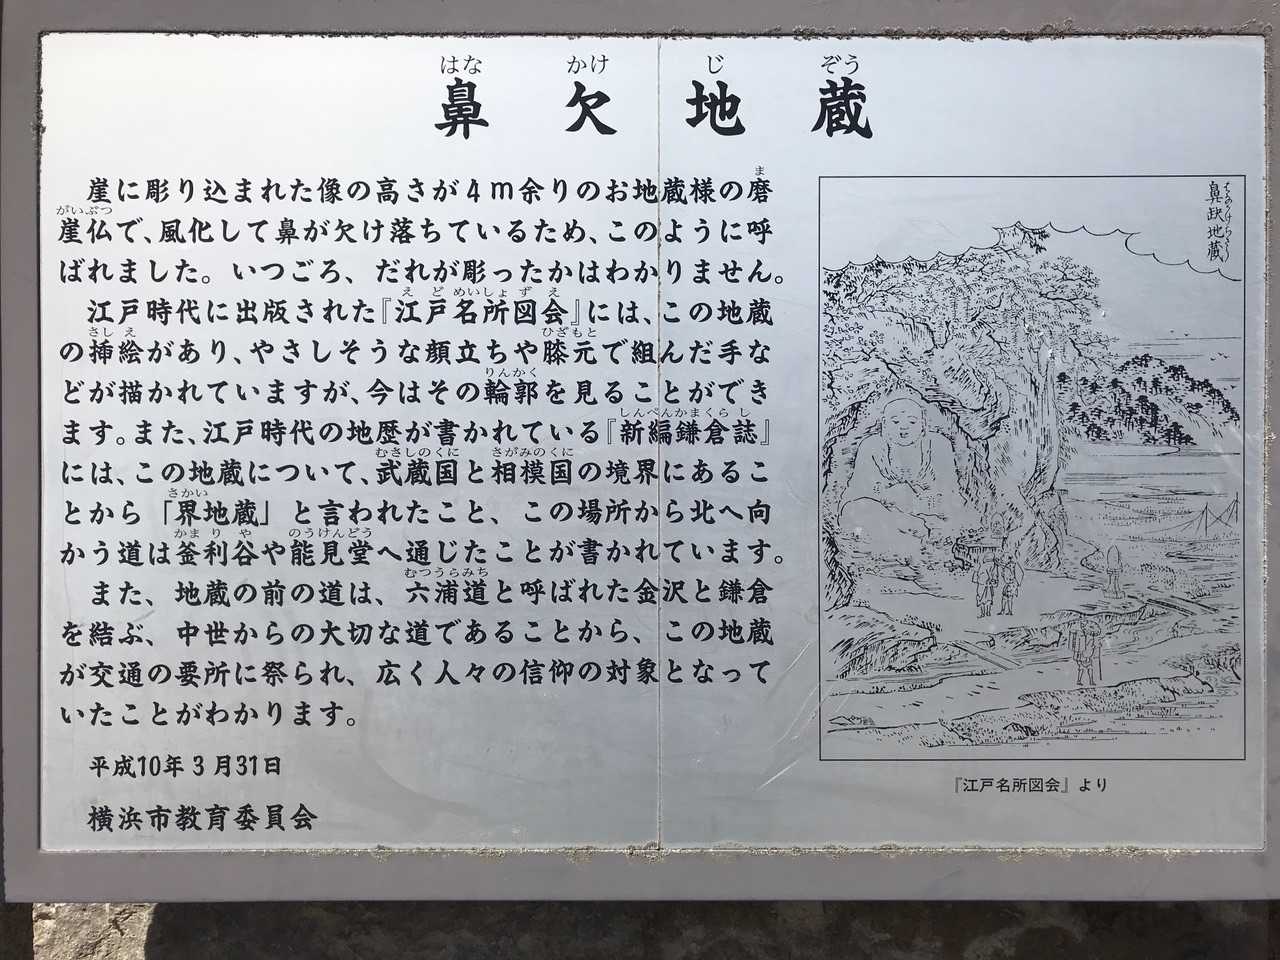 はな かけ じ ぞう
鼻 欠 地 蔵
崖に彫り込まれた像の高さが4m余りのお地蔵様の磨
崖仏で、風化して鼻が欠け落ちているため、このように呼
ばれました。いつごろ、だれが彫ったかはわかりません。
江戸時代に出版された『江戸名所図会』には、この地蔵
の挿絵があり、やさしそうな顔立ちや膝元で組んだ手な
どが描かれていますが、今はその輪郭を見ることができ
ます。また、江戸時代の地歴が書かれている『新編鎌倉誌』
には、この地蔵について、武蔵国と相模国の境界にあるこ
とから「界地蔵」と言われたこと、この場所から北へ向
かう道は釜利谷や能見堂へ通じたことが書かれています。
また、地蔵の前の道は、六浦道と呼ばれた金沢と鎌倉
を結ぶ、中世からの大切な道であることから、この地蔵
が交通の要所に祭られ、広く人々の信仰の対象となって
いたことがわかります。
平成10年3月31日
横浜市教育委員会
鼻缺地蔵
『江戸名所図会』より